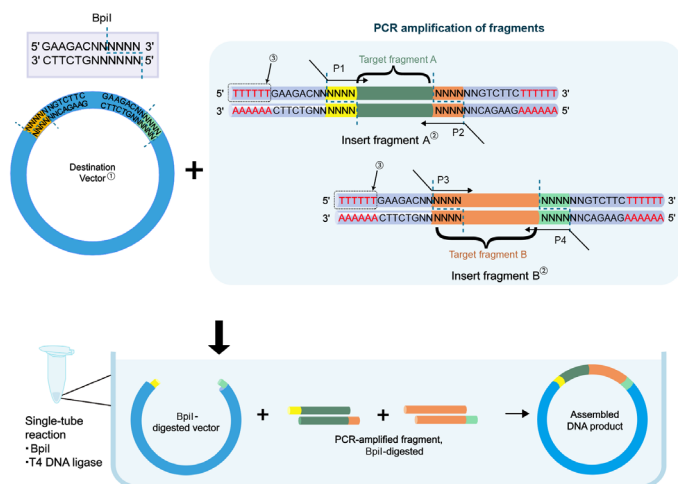 BpiI
5' GAAGACNNNNNN 3'
3' CTTCTGNNNNNN 5'
NNNNNNGTCTTC
NNNNNNCAGAAG
GAAGACNNNNNN
CTTCTGNNNNNN
Destination
Vector①
+
PCR amplification of fragments
③
P1
Target fragment A
5' TTTTTTGAAGACNNNNNN NNNNNNGTCTTCTTTTTT 3'
3' AAAAAACTTCTGNNNNNN NNNNNNCAGAAGAAAAAA 5'
Insert fragment A②
P2
③
P3
5' TTTTTTGAAGACNNNNNN NNNNNNGTCTTCTTTTTT 3'
3' AAAAAACTTCTGNNNNNN NNNNNNCAGAAGAAAAAA 5'
Target fragment B
P4
Insert fragment B②
Single-tube
reaction
•BpiI
•T4 DNA ligase
BpiI-
digested vector
+
+
PCR-amplified fragment,
BpiI-digested
Assembled
DNA product